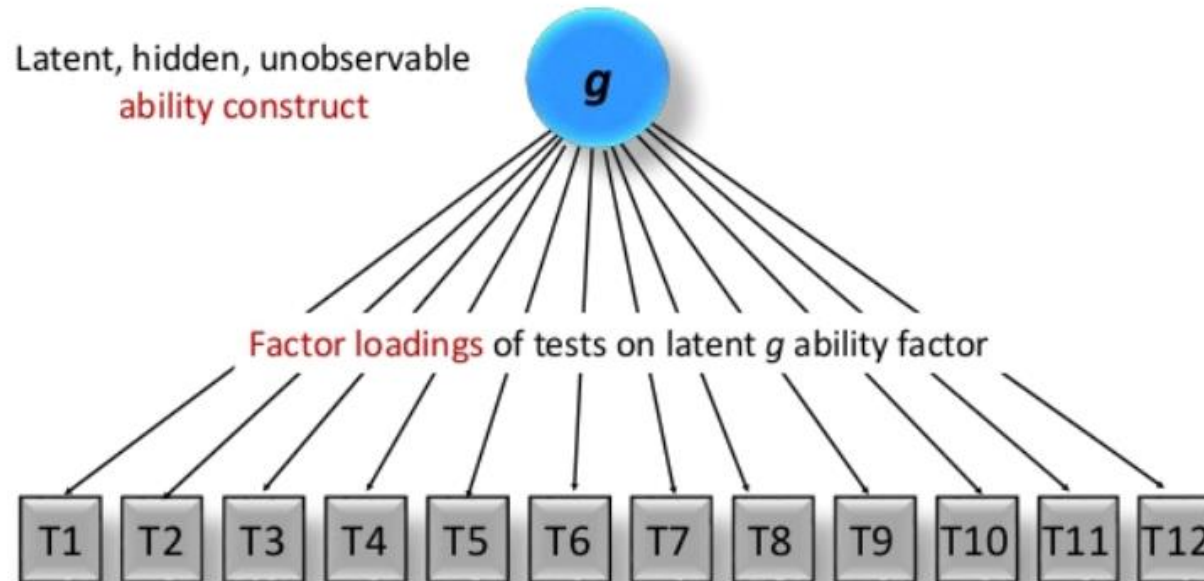 Latent, hidden, unobservable
ability construct
g
Factor loadings of tests on latent g ability factor
T1 T2 T3 T4 T5 T6 T7 T8 T9 T10 T11 T12